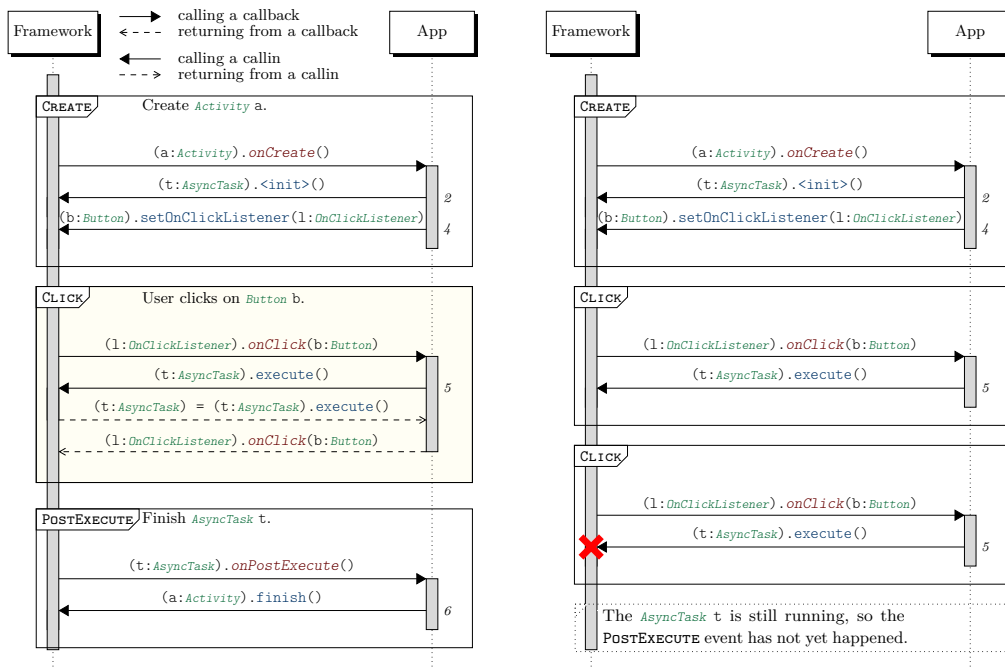 Framework
calling a callback
returning from a callback
calling a callin
returning from a callin
App
CREATE
Create Activity a.
(a:Activity).onCreate()
(t:AsyncTask).<init>()
2
(b:Button).setOnClickListener(l:OnClickListener)
4
CLICK
User clicks on Button b.
(l:OnClickListener).onClick(b:Button)
(t:AsyncTask).execute()
5
(t:AsyncTask) = (t:AsyncTask).execute()
(l:OnClickListener).onClick(b:Button)
POSTEXECUTE
Finish AsyncTask t.
(t:AsyncTask).onPostExecute()
(a:Activity).finish()
6
Framework
App
CREATE
(a:Activity).onCreate()
(t:AsyncTask).<init>()
2
(b:Button).setOnClickListener(l:OnClickListener)
4
CLICK
(l:OnClickListener).onClick(b:Button)
(t:AsyncTask).execute()
5
CLICK
(l:OnClickListener).onClick(b:Button)
(t:AsyncTask).execute()
5
The AsyncTask t is still running, so the
POSTEXECUTE event has not yet happened.